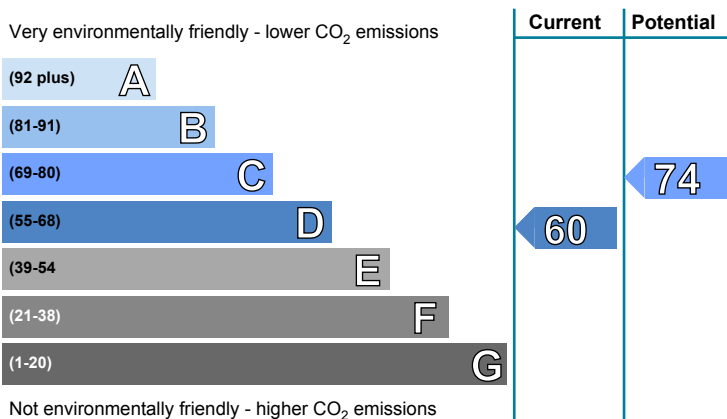 Very environmentally friendly - lower CO₂ emissions
Current
Potential
(92 plus) A
(81-91) B
(69-80) C
74
(55-68) D
60
(39-54 E
(21-38) F
(1-20) G
Not environmentally friendly - higher CO₂ emissions